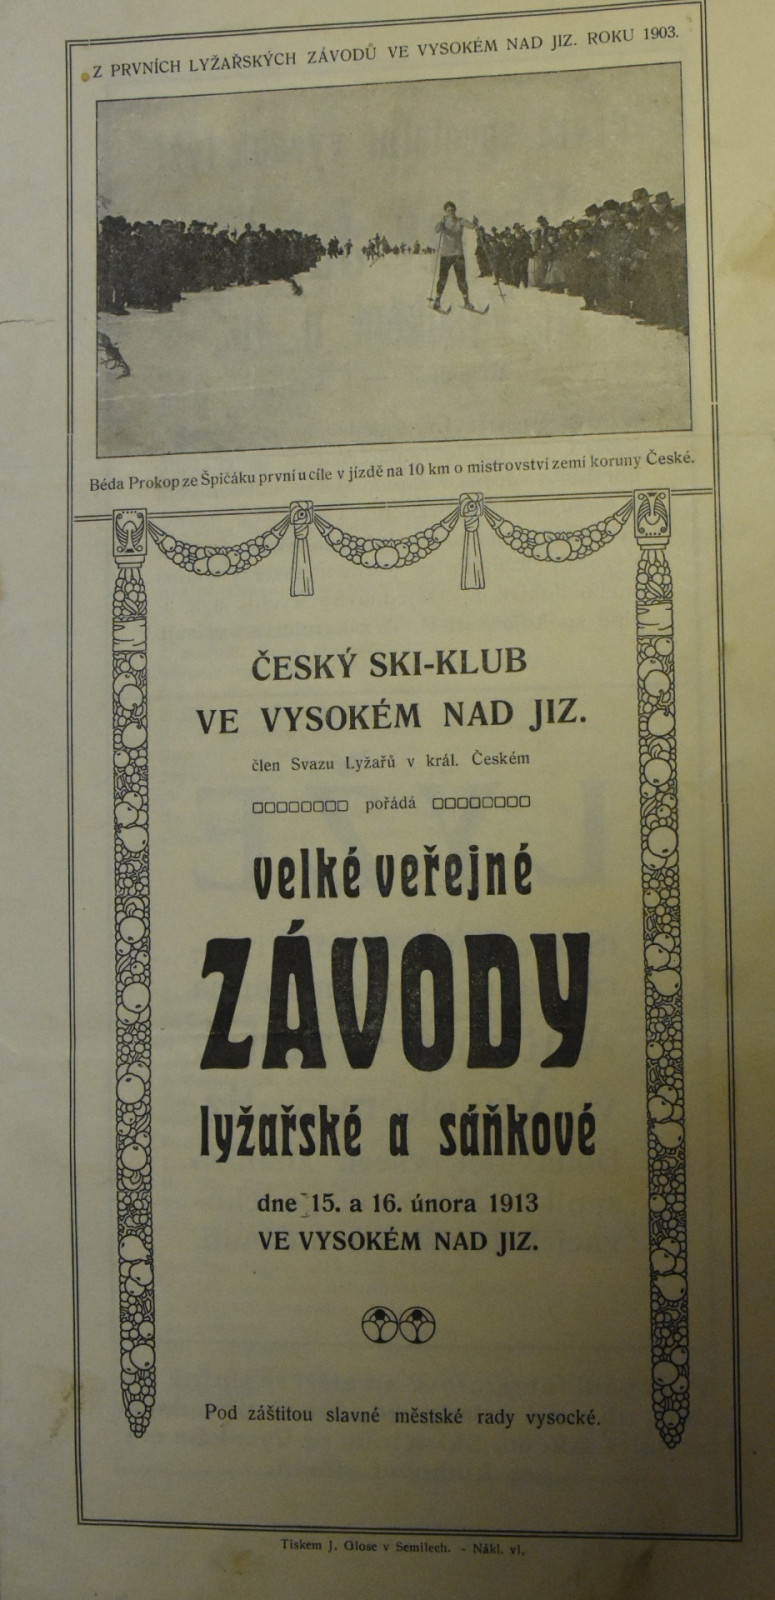 Z PRVNÍCH LYŽAŘSKÝCH ZÁVODŮ VE VYSOKÉM NAD JIZ. ROKU 1903.
Béda Prokop ze Špičáku první u cíle v jízdě na 10 km o mistrovství zemí koruny České.
ČESKÝ SKI-KLUB
VE VYSOKÉM NAD JIZ.
člen Svazu Lyžařů v král. Českém
pořádá
velké veřejné
ZÁVODY
lyžařské a sáňkové
dne 15. a 16. února 1913
VE VYSOKÉM NAD JIZ.
Pod záštitou slavné městské rady vysocké.
Tiskem J. Glose v Semilech. - Nákl. vl.